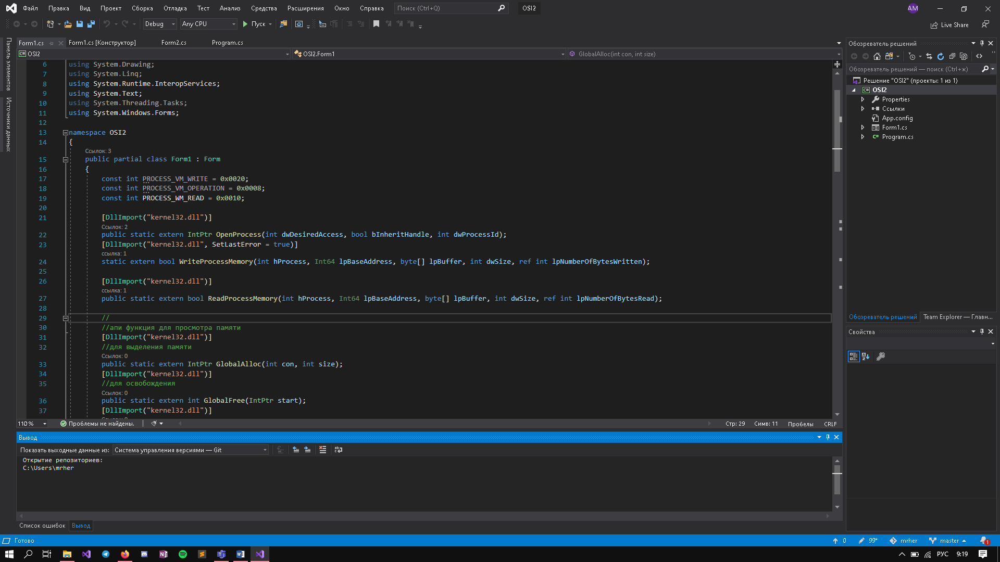 Файл Правка Вид Проект Сборка Отладка Тест Анализ Средства Расширения Окно Справка Поиск (Ctrl+Q) OSI2 AM
Debug Any CPU Пуск Live Share
Панель элементов
Источники данных
Form1.cs Form1.cs [Конструктор] Form2.cs Program.cs
OSI2 OSI2.Form1 GlobalAlloc(int con, int size)
6 using System.Drawing;
7 using System.Linq;
8 using System.Runtime.InteropServices;
9 using System.Text;
10 using System.Threading.Tasks;
11 using System.Windows.Forms;
12
13 namespace OSI2
14 {
Ссылок: 3
15 public partial class Form1 : Form
16 {
17 const int PROCESS_VM_WRITE = 0x0020;
18 const int PROCESS_VM_OPERATION = 0x0008;
19 const int PROCESS_WM_READ = 0x0010;
20
21 [DllImport("kernel32.dll")]
Ссылок: 2
22 public static extern IntPtr OpenProcess(int dwDesiredAccess, bool bInheritHandle, int dwProcessId);
23 [DllImport("kernel32.dll", SetLastError = true)]
ссылка: 1
24 static extern bool WriteProcessMemory(int hProcess, Int64 lpBaseAddress, byte[] lpBuffer, int dwSize, ref int lpNumberOfBytesWritten);
25
26 [DllImport("kernel32.dll")]
ссылка: 1
27 public static extern bool ReadProcessMemory(int hProcess, Int64 lpBaseAddress, byte[] lpBuffer, int dwSize, ref int lpNumberOfBytesRead);
28
29 //
30 //апи функция для просмотра памяти
31 [DllImport("kernel32.dll")]
32 //для выделения памяти
Ссылок: 0
33 public static extern IntPtr GlobalAlloc(int con, int size);
34 [DllImport("kernel32.dll")]
35 //для освобождения
Ссылок: 0
36 public static extern int GlobalFree(IntPtr start);
37 [DllImport("kernel32.dll")]
110 % Проблемы не найдены. Стр: 29 Симв: 11 Пробелы CRLF
Вывод
Показать выходные данные из: Система управления версиями — Git
Открытие репозиториев:
C:\Users\mrher
Список ошибок Вывод
Обозреватель решений
Обозреватель решений — поиск (Ctrl+ж)
Решение "OSI2" (проекты: 1 из 1)
OSI2
Properties
Ссылки
App.config
Form1.cs
Program.cs
Обозреватель решений Team Explorer — Главн...
Свойства
Готово 0 99* mrher master 1
РУС 9:19